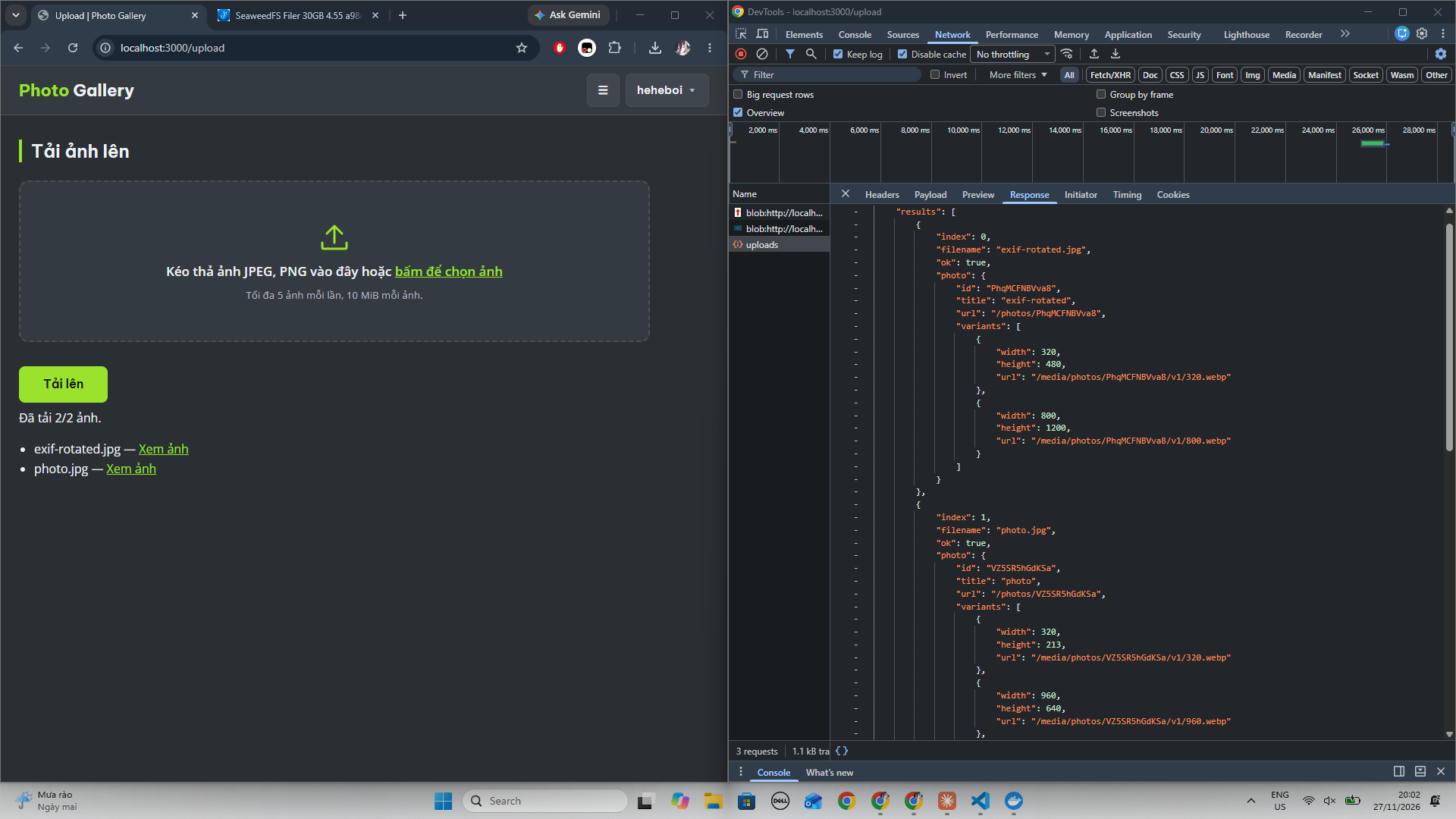 Upload | Photo Gallery
SeaweedFS Filer 30GB 4.55 a98
Ask Gemini
localhost:3000/upload
Photo Gallery
heheboi
Tải ảnh lên
Kéo thả ảnh JPEG, PNG vào đây hoặc bấm để chọn ảnh
Tối đa 5 ảnh mỗi lần, 10 MiB mỗi ảnh.
Tải lên
Đã tải 2/2 ảnh.
exif-rotated.jpg — Xem ảnh
photo.jpg — Xem ảnh
DevTools - localhost:3000/upload
Elements Console Sources Network Performance Memory Application Security Lighthouse Recorder
Keep log Disable cache No throttling
Filter Invert More filters All Fetch/XHR Doc CSS JS Font Img Media Manifest Socket Wasm Other
Big request rows Group by frame
Overview Screenshots
2,000 ms 4,000 ms 6,000 ms 8,000 ms 10,000 ms 12,000 ms 14,000 ms 16,000 ms 18,000 ms 20,000 ms 22,000 ms 24,000 ms 26,000 ms 28,000 ms
Name
blob:http://localh...
blob:http://localh...
uploads
Headers Payload Preview Response Initiator Timing Cookies
"results": [
{
"index": 0,
"filename": "exif-rotated.jpg",
"ok": true,
"photo": {
"id": "PhqMCFNBVva8",
"title": "exif-rotated",
"url": "/photos/PhqMCFNBVva8",
"variants": [
{
"width": 320,
"height": 480,
"url": "/media/photos/PhqMCFNBVva8/v1/320.webp"
},
{
"width": 800,
"height": 1200,
"url": "/media/photos/PhqMCFNBVva8/v1/800.webp"
}
]
}
},
{
"index": 1,
"filename": "photo.jpg",
"ok": true,
"photo": {
"id": "VZ5SR5hGdKSa",
"title": "photo",
"url": "/photos/VZ5SR5hGdKSa",
"variants": [
{
"width": 320,
"height": 213,
"url": "/media/photos/VZ5SR5hGdKSa/v1/320.webp"
},
{
"width": 960,
"height": 640,
"url": "/media/photos/VZ5SR5hGdKSa/v1/960.webp"
},
3 requests 1.1 kB tra
Console What's new
Mưa rào
Ngày mai
Search
DELL
ENG
US
20:02
27/11/2026